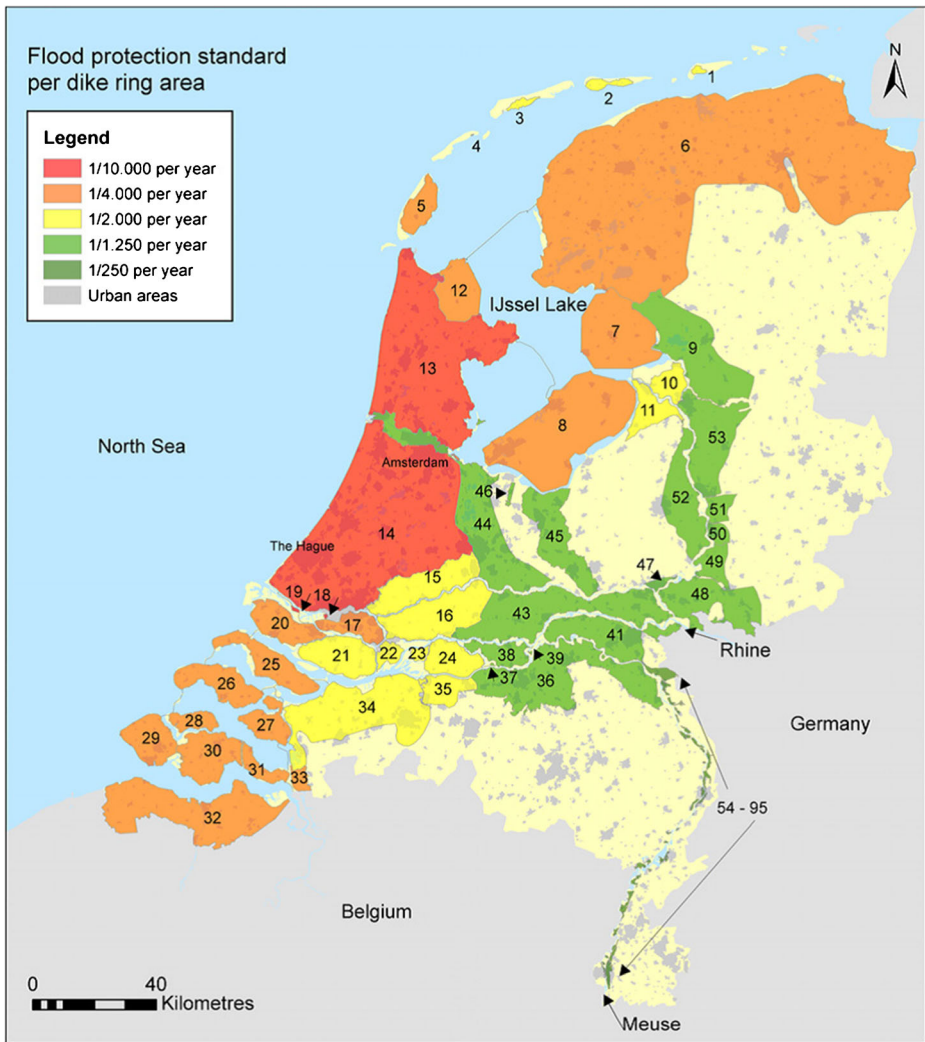 Flood protection standard
per dike ring area
Legend
1/10.000 per year
1/4.000 per year
1/2.000 per year
1/1.250 per year
1/250 per year
Urban areas
N
1
2
3
4
5
6
12
IJssel Lake
7
13
9
10
11
8
53
North Sea
Amsterdam
46
52
51
14
44
45
50
The Hague
49
47
15
48
19
18
43
20
17
16
41
Rhine
21
22
23
24
38
39
25
37
36
26
35
34
28
27
Germany
29
30
31
33
54 - 95
32
Belgium
0
40
Kilometres
Meuse